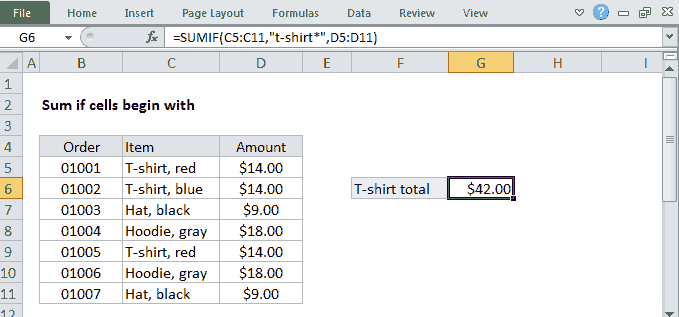 File Home Insert Page Layout Formulas Data Review View
G6 fx =SUMIF(C5:C11,"t-shirt*",D5:D11)
A B C D E F G H I
1
2 Sum if cells begin with
3
4 Order Item Amount
5 01001 T-shirt, red $14.00
6 01002 T-shirt, blue $14.00 T-shirt total $42.00
7 01003 Hat, black $9.00
8 01004 Hoodie, gray $18.00
9 01005 T-shirt, red $14.00
10 01006 Hoodie, gray $18.00
11 01007 Hat, black $9.00
12